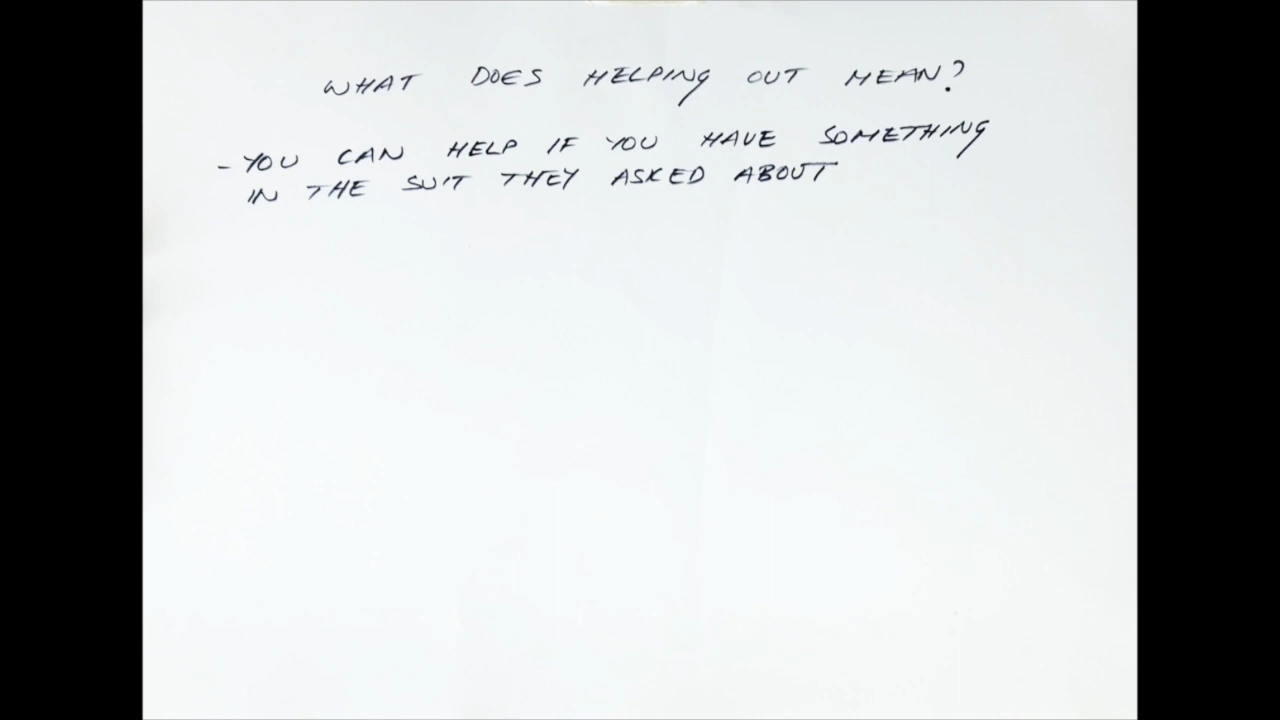 WHAT DOES HELPING OUT MEAN?
- YOU CAN HELP IF YOU HAVE SOMETHING
IN THE SUIT THEY ASKED ABOUT